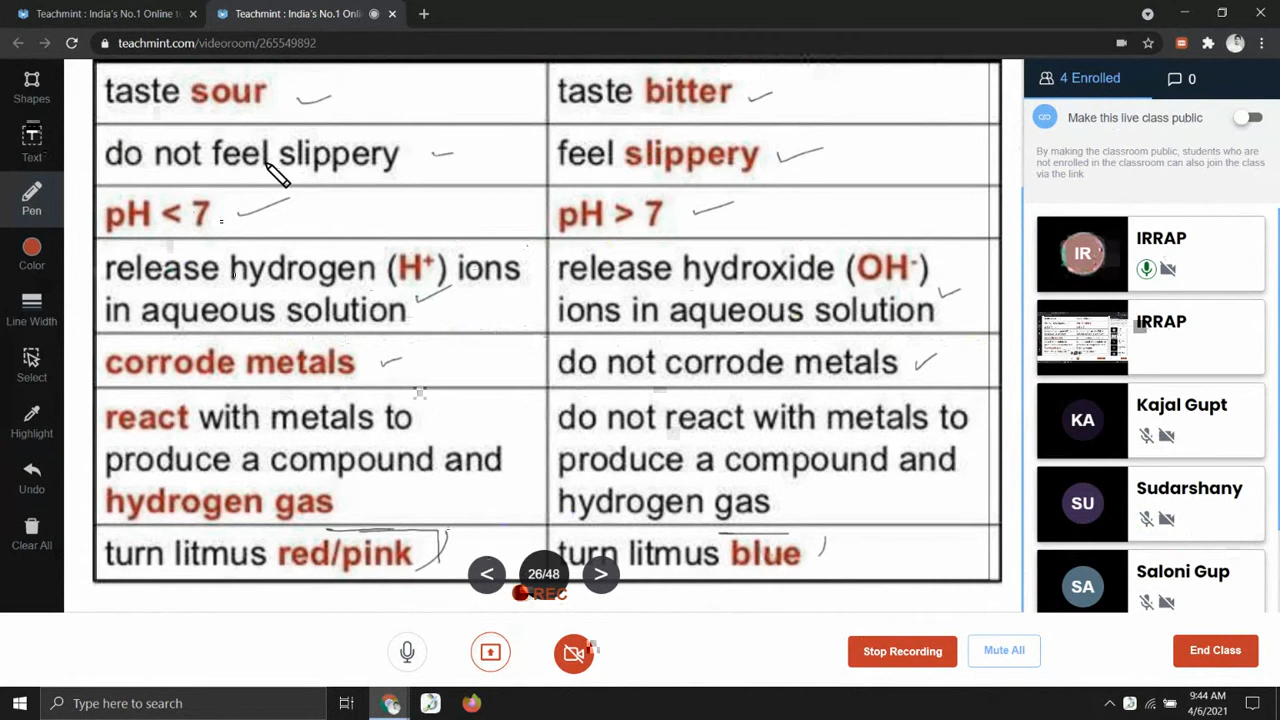 Teachmint: India's No.1 Online t
Teachmint: India's No.1 Onli
teachmint.com/videoroom/265549892
Shapes
Text
Pen
Color
Line Width
Select
Highlight
Undo
Clear All
taste sour
taste bitter
do not feel slippery
feel slippery
pH < 7
pH > 7
release hydrogen (H⁺) ions
in aqueous solution
release hydroxide (OH⁻)
ions in aqueous solution
corrode metals
do not corrode metals
react with metals to
produce a compound and
hydrogen gas
do not react with metals to
produce a compound and
hydrogen gas
turn litmus red/pink
turn litmus blue
< 26/48 >
REC
4 Enrolled
0
Make this live class public
By making the classroom public, students who are
not enrolled in the classroom can also join the class
via the link
IR
IRRAP
IRRAP
KA
Kajal Gupt
SU
Sudarshany
SA
Saloni Gup
Stop Recording
Mute All
End Class
Type here to search
9:44 AM
4/6/2021